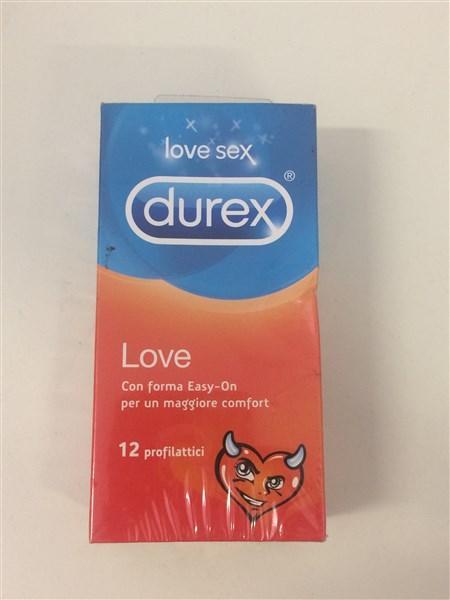 love sex
durex®
Love
Con forma Easy-On
per un maggiore comfort
12 profilattici